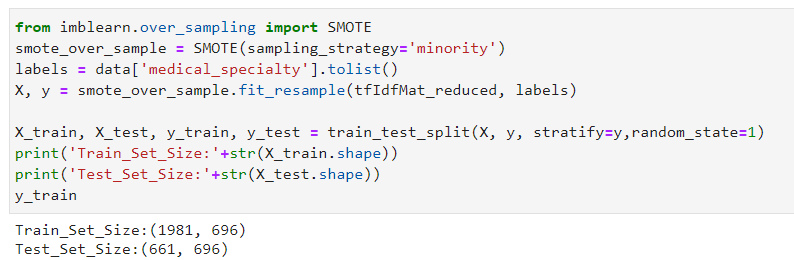 from imblearn.over_sampling import SMOTE
smote_over_sample = SMOTE(sampling_strategy='minority')
labels = data['medical_specialty'].tolist()
X, y = smote_over_sample.fit_resample(tfIdfMat_reduced, labels)
X_train, X_test, y_train, y_test = train_test_split(X, y, stratify=y,random_state=1)
print('Train_Set_Size:'+str(X_train.shape))
print('Test_Set_Size:'+str(X_test.shape))
y_train
Train_Set_Size:(1981, 696)
Test_Set_Size:(661, 696)